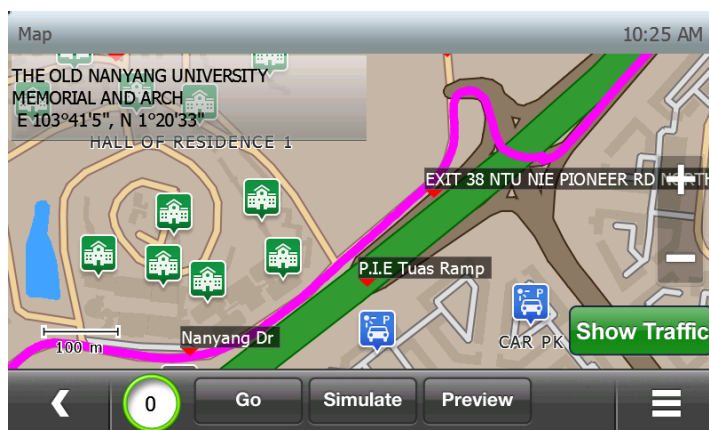 Map
10:25 AM
THE OLD NANYANG UNIVERSITY
MEMORIAL AND ARCH
E 103°41'5", N 1°20'33"
HALL OF RESIDENCE 1
EXIT 38 NTU NIE PIONEER RD NORTH
P.I.E Tuas Ramp
P
P
Nanyang Dr
CAR PK
Show Traffic
100 m
0
Go
Simulate
Preview